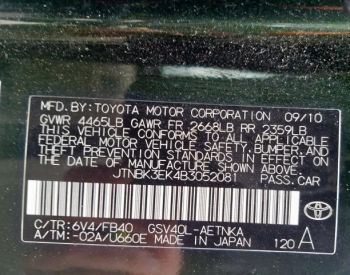 MFD.BY:TOYOTA MOTOR CORPORATION 09/10
GVWR 4465LB GAWR FR 2668LB RR 2359LB
THIS VEHICLE CONFORMS TO ALL APPLICABLE
FEDERAL MOTOR VEHICLE SAFETY, BUMPER, AND
THEFT PREVENTION STANDARDS IN EFFECT ON
THE DATE OF MANUFACTURE SHOWN ABOVE.
JTNBK3EK4B3052081 PASS. CAR
C/TR:6V4/FB40 GSV40L-AETNKA
A/TM:-02A/U660E MADE IN JAPAN 120 A
TOYOTA